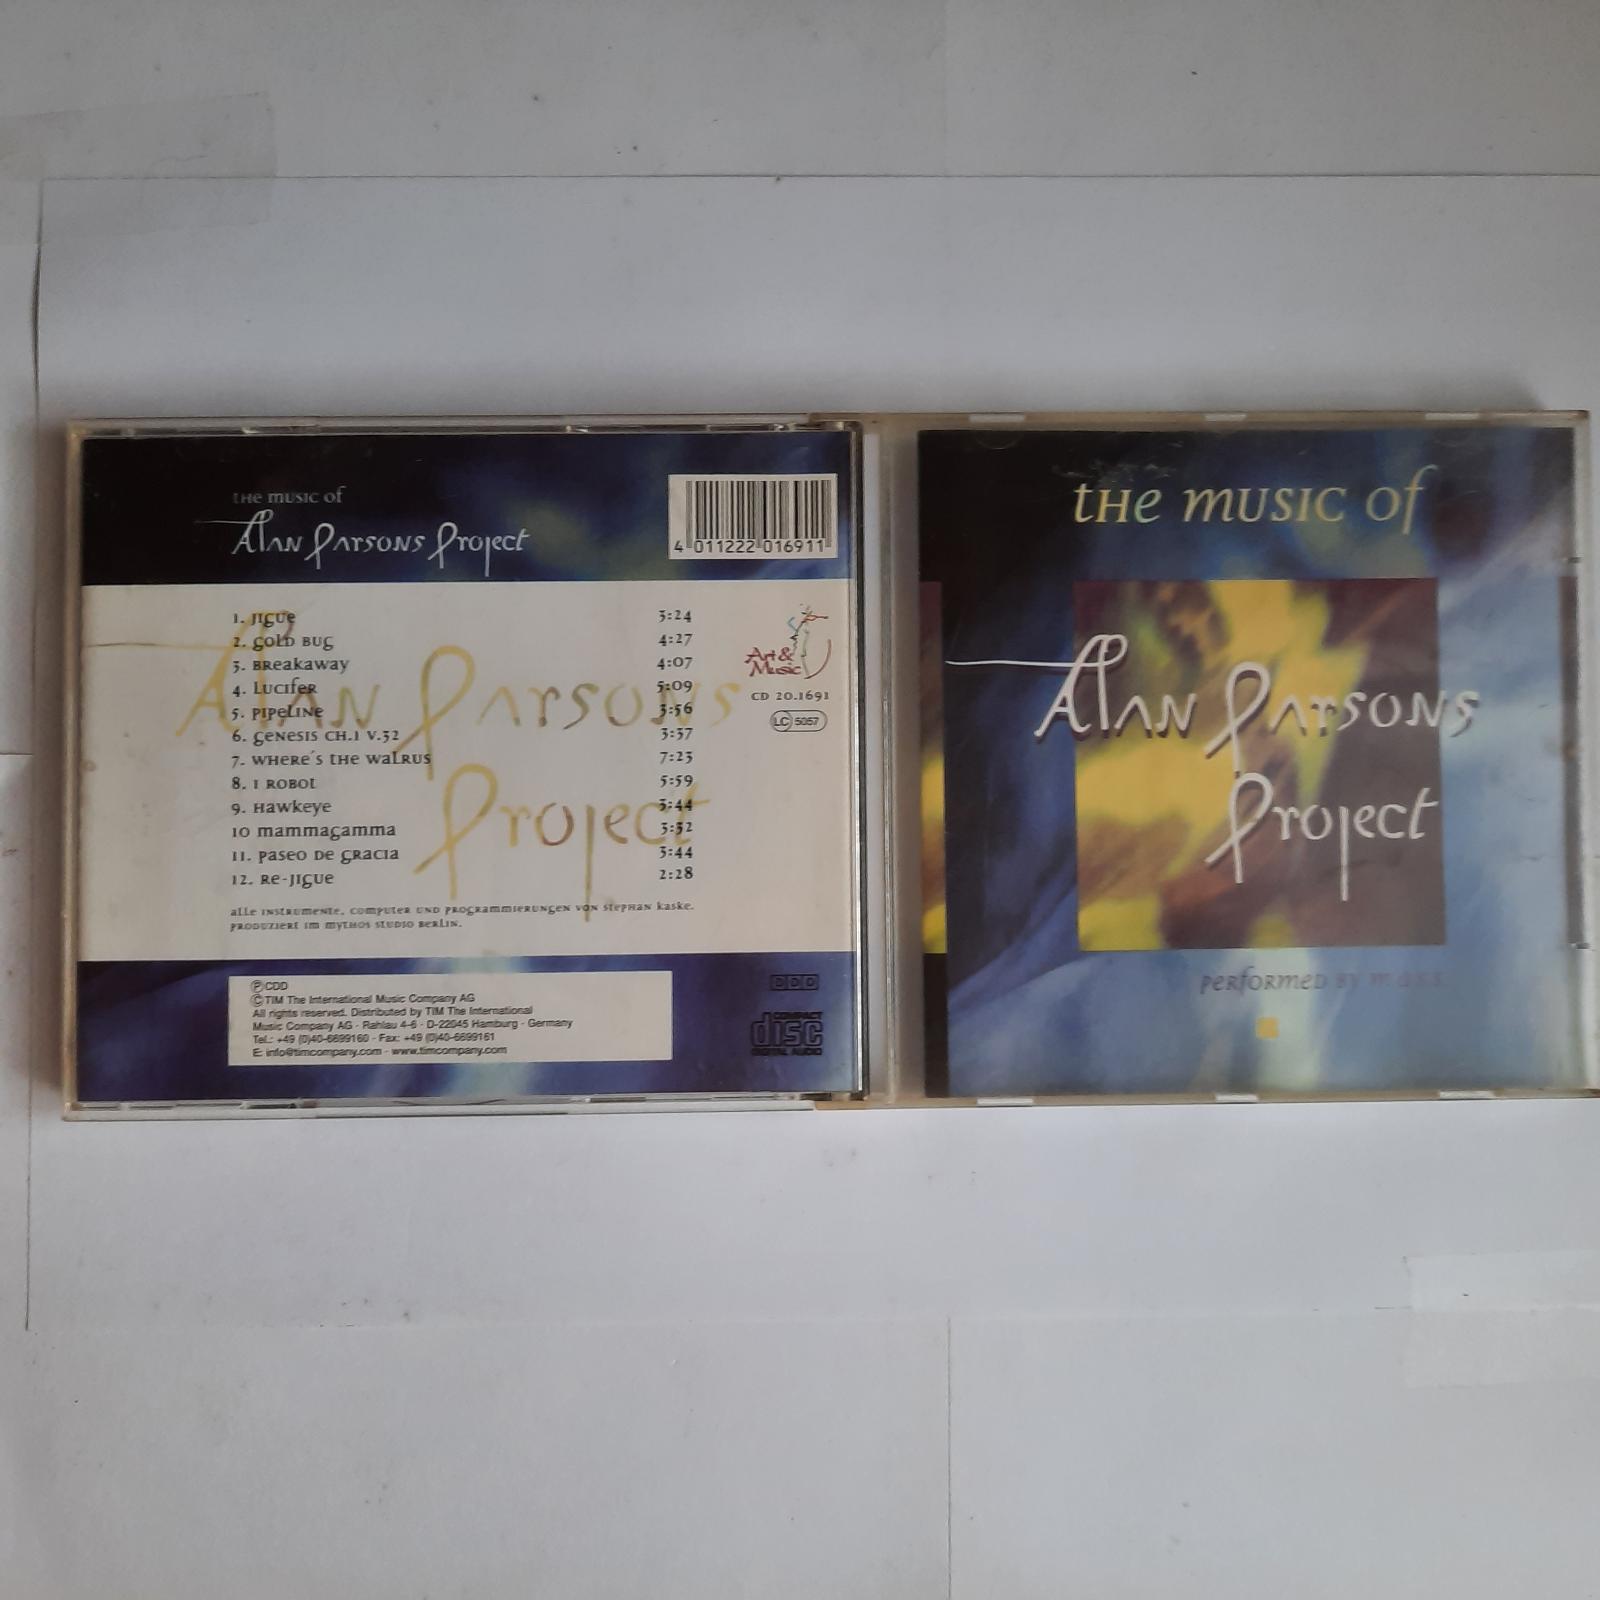 the music of
Alan Parsons Project
4 011222 016911
1. Jigue 3:24
2. Gold Bug 4:27
3. Breakaway 4:07
4. Lucifer 5:09
5. Pipeline 3:56
6. Genesis CH.1 V.32 3:37
7. Where's the Walrus 7:23
8. I Robot 5:59
9. Hawkeye 3:44
10 Mammagamma 3:32
11. Paseo de Gracia 3:44
12. Re-Jigue 2:28
Alan Parsons
Project
Art &
Music
CD 20.1691
LC 5057
alle Instrumente, Computer und Programmierungen von Stephan Kaske.
Produziert im Mythos Studio Berlin.
℗ CDD
© TIM The International Music Company AG
All rights reserved. Distributed by TIM The International
Music Company AG · Rahlau 4-6 · D-22045 Hamburg · Germany
Tel.: +49 (0)40-6699160 · Fax: +49 (0)40-6699161
E: info@timcompany.com · www.timcompany.com
DDD
COMPACT
disc
DIGITAL AUDIO
the music of
Alan Parsons
Project
performed by m.a.s.s.